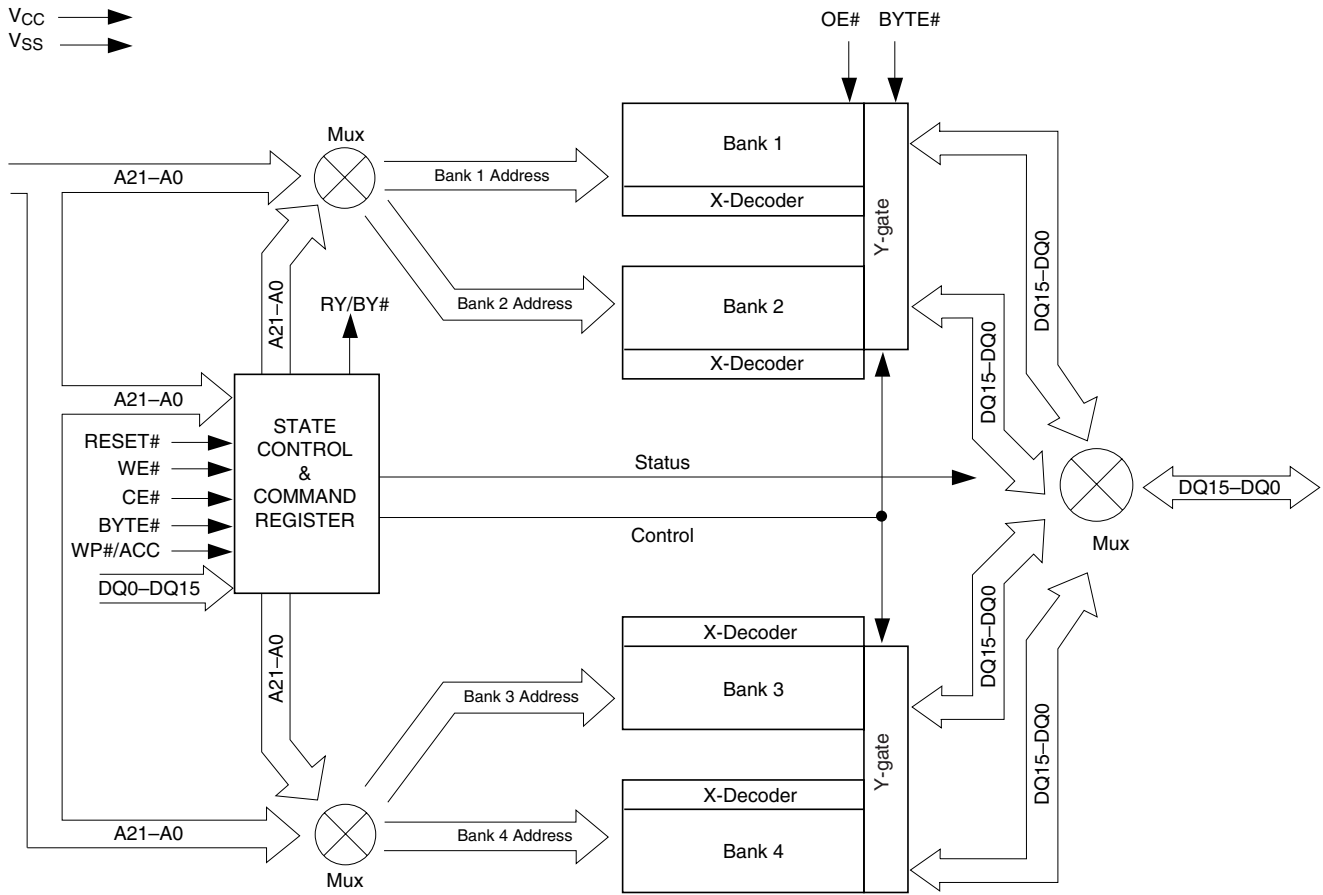 VCC
VSS
OE# BYTE#
Mux
A21–A0
Bank 1 Address
Bank 1
X-Decoder
Y-gate
DQ15–DQ0
A21–A0
RY/BY#
Bank 2 Address
Bank 2
X-Decoder
DQ15–DQ0
A21–A0
RESET#
WE#
CE#
BYTE#
WP#/ACC
DQ0–DQ15
STATE
CONTROL
&
COMMAND
REGISTER
Status
Control
Mux
DQ15–DQ0
A21–A0
X-Decoder
Bank 3 Address
Bank 3
Y-gate
DQ15–DQ0
DQ15–DQ0
X-Decoder
A21–A0
Bank 4 Address
Bank 4
Mux